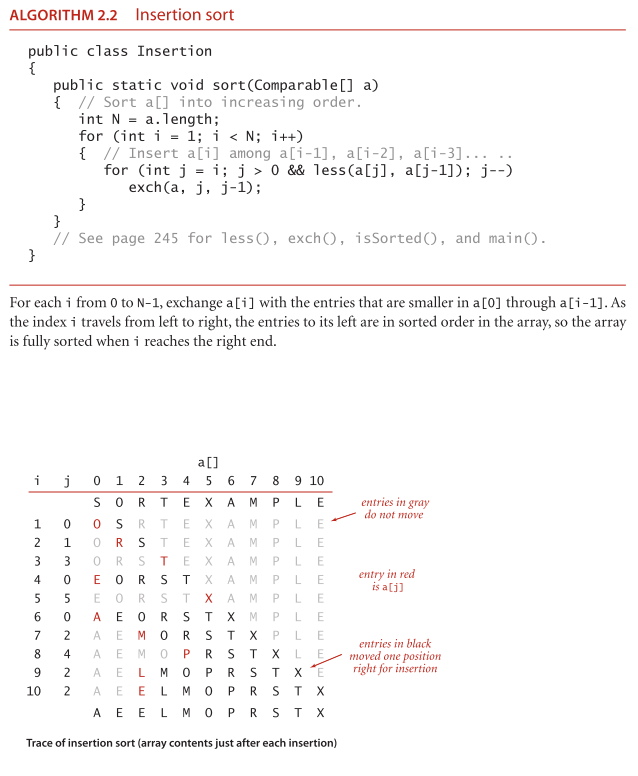 ALGORITHM 2.2 Insertion sort
public class Insertion
{
   public static void sort(Comparable[] a)
   {  // Sort a[] into increasing order.
      int N = a.length;
      for (int i = 1; i < N; i++)
      {  // Insert a[i] among a[i-1], a[i-2], a[i-3]... ..
         for (int j = i; j > 0 && less(a[j], a[j-1]); j--)
            exch(a, j, j-1);
      }
   }
   // See page 245 for less(), exch(), isSorted(), and main().
}
For each i from 0 to N-1, exchange a[i] with the entries that are smaller in a[0] through a[i-1]. As
the index i travels from left to right, the entries to its left are in sorted order in the array, so the array
is fully sorted when i reaches the right end.
a[]
i j 0 1 2 3 4 5 6 7 8 9 10
S O R T E X A M P L E
1 0 O S R T E X A M P L E
2 1 O R S T E X A M P L E
3 3 O R S T E X A M P L E
4 0 E O R S T X A M P L E
5 5 E O R S T X A M P L E
6 0 A E O R S T X M P L E
7 2 A E M O R S T X P L E
8 4 A E M O P R S T X L E
9 2 A E L M O P R S T X E
10 2 A E E L M O P R S T X
A E E L M O P R S T X
entries in gray
do not move
entry in red
is a[j]
entries in black
moved one position
right for insertion
Trace of insertion sort (array contents just after each insertion)